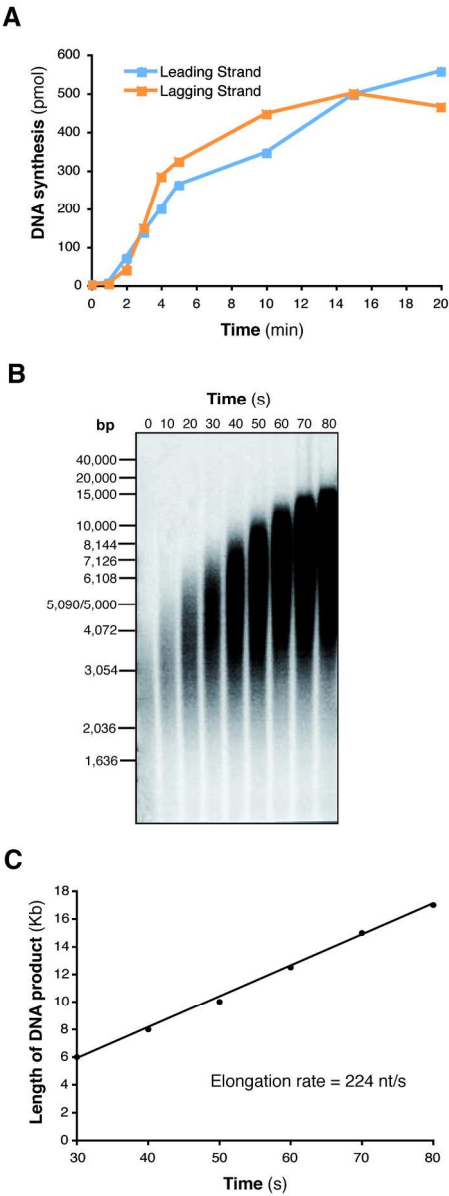 A
DNA synthesis (pmol)
600
500
400
300
200
100
0
Leading Strand
Lagging Strand
0 2 4 6 8 10 12 14 16 18 20
Time (min)
B
Time (s)
bp 0 10 20 30 40 50 60 70 80
40,000
20,000
15,000
10,000
8,144
7,126
6,108
5,090/5,000
4,072
3,054
2,036
1,636
C
Length of DNA product (Kb)
18
16
14
12
10
8
6
4
2
0
Elongation rate = 224 nt/s
30 40 50 60 70 80
Time (s)